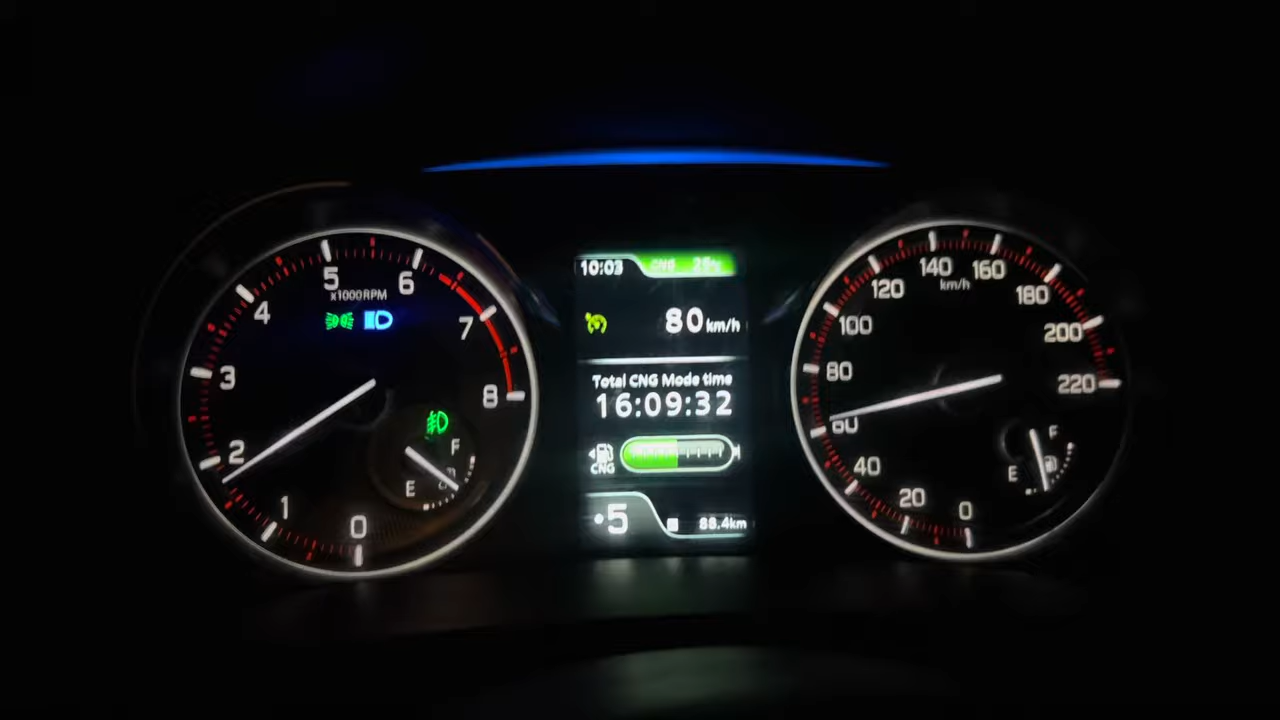 5
6
x1000RPM
4
7
3
8
2
F
E
1
0
10:03
CNG
80 km/h
Total CNG Mode time
16:09:32
CNG
5
88.4km
140
160
km/h
120
180
100
200
80
220
60
F
40
E
20
0